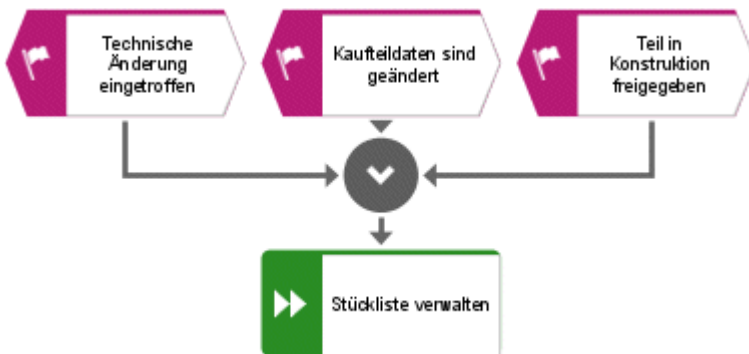 Technische
Änderung
eingetroffen
Kaufteildaten sind
geändert
Teil in
Konstruktion
freigegeben
Stückliste verwalten